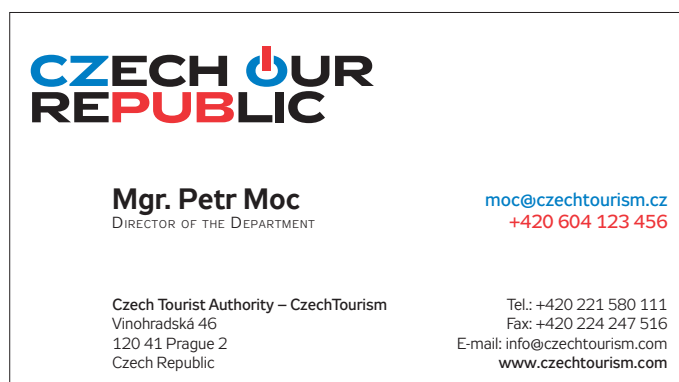 CZECH OUR
REPUBLIC
Mgr. Petr Moc
DIRECTOR OF THE DEPARTMENT
moc@czechtourism.cz
+420 604 123 456
Czech Tourist Authority – CzechTourism
Vinohradská 46
120 41 Prague 2
Czech Republic
Tel.: +420 221 580 111
Fax: +420 224 247 516
E-mail: info@czechtourism.com
www.czechtourism.com